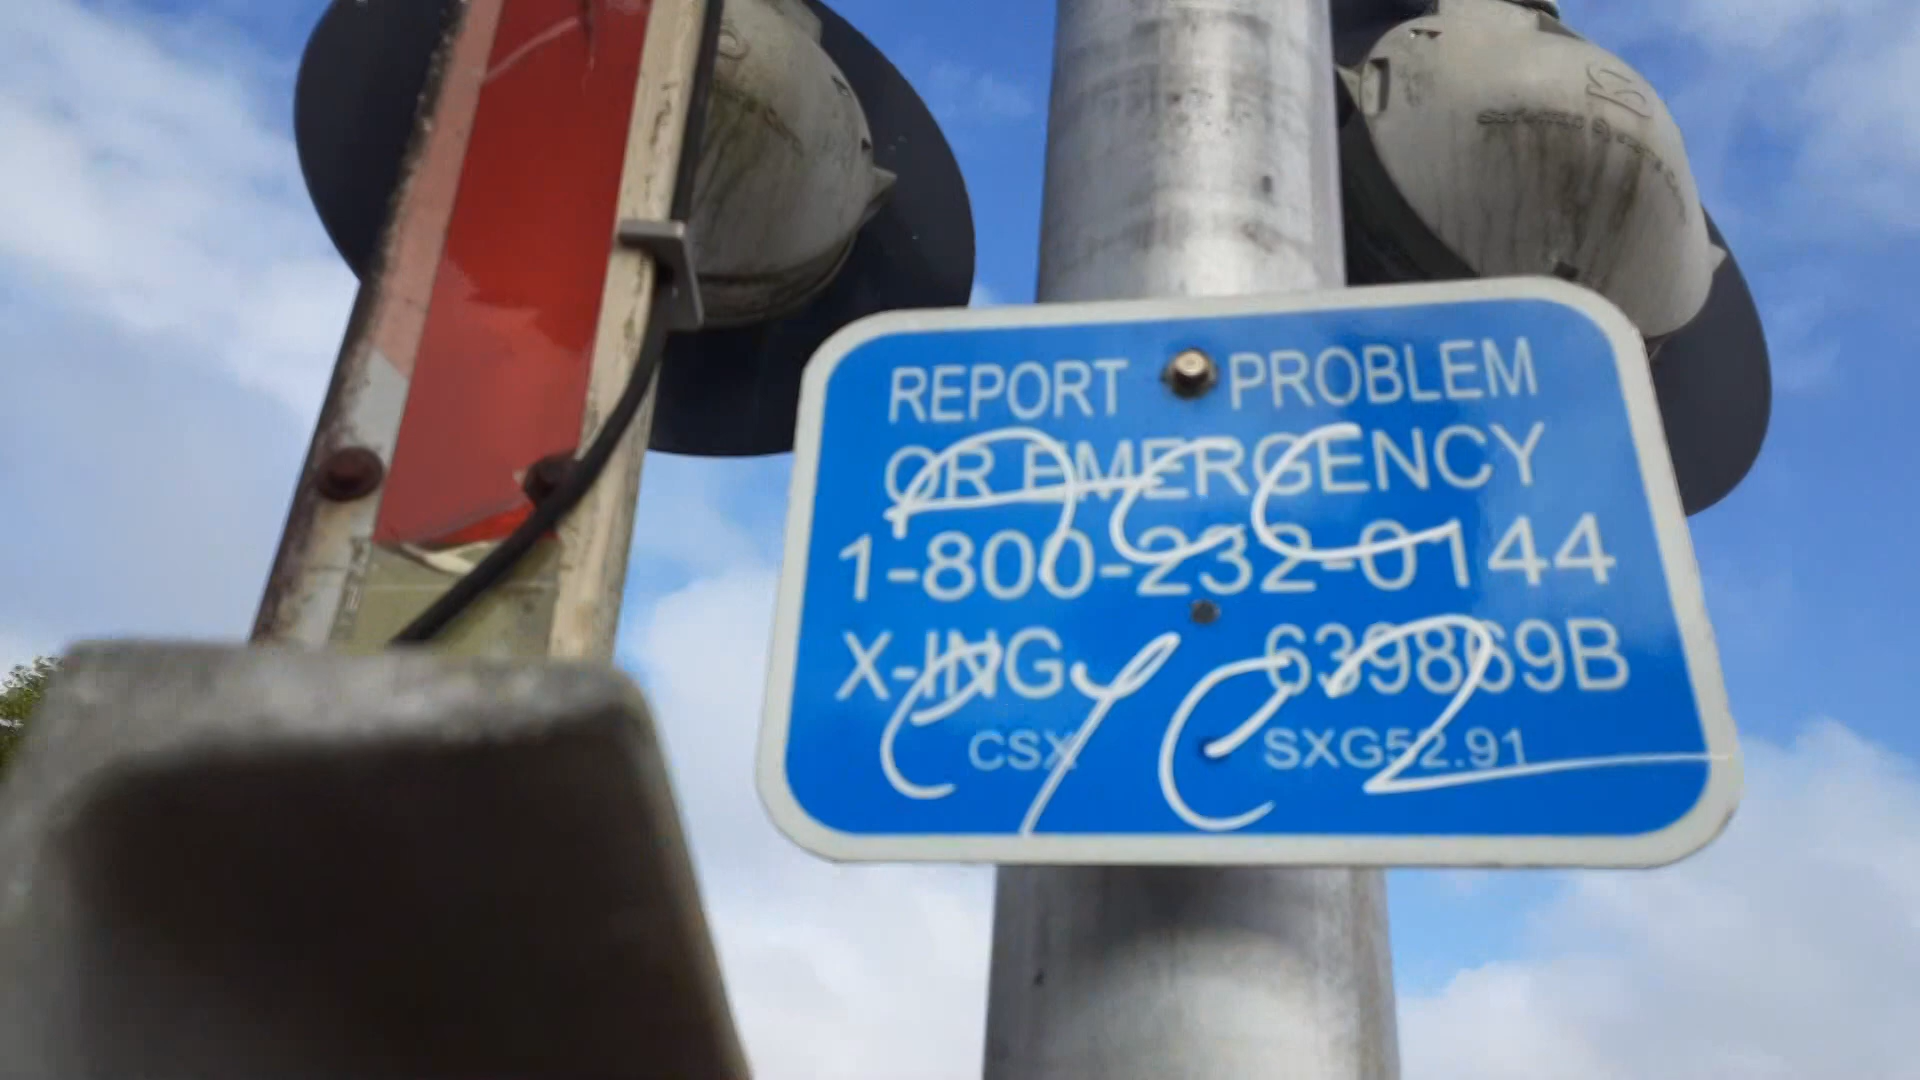 REPORT PROBLEM
OR EMERGENCY
1-800-232-0144
X-ING 639869B
CSX SXG52.91